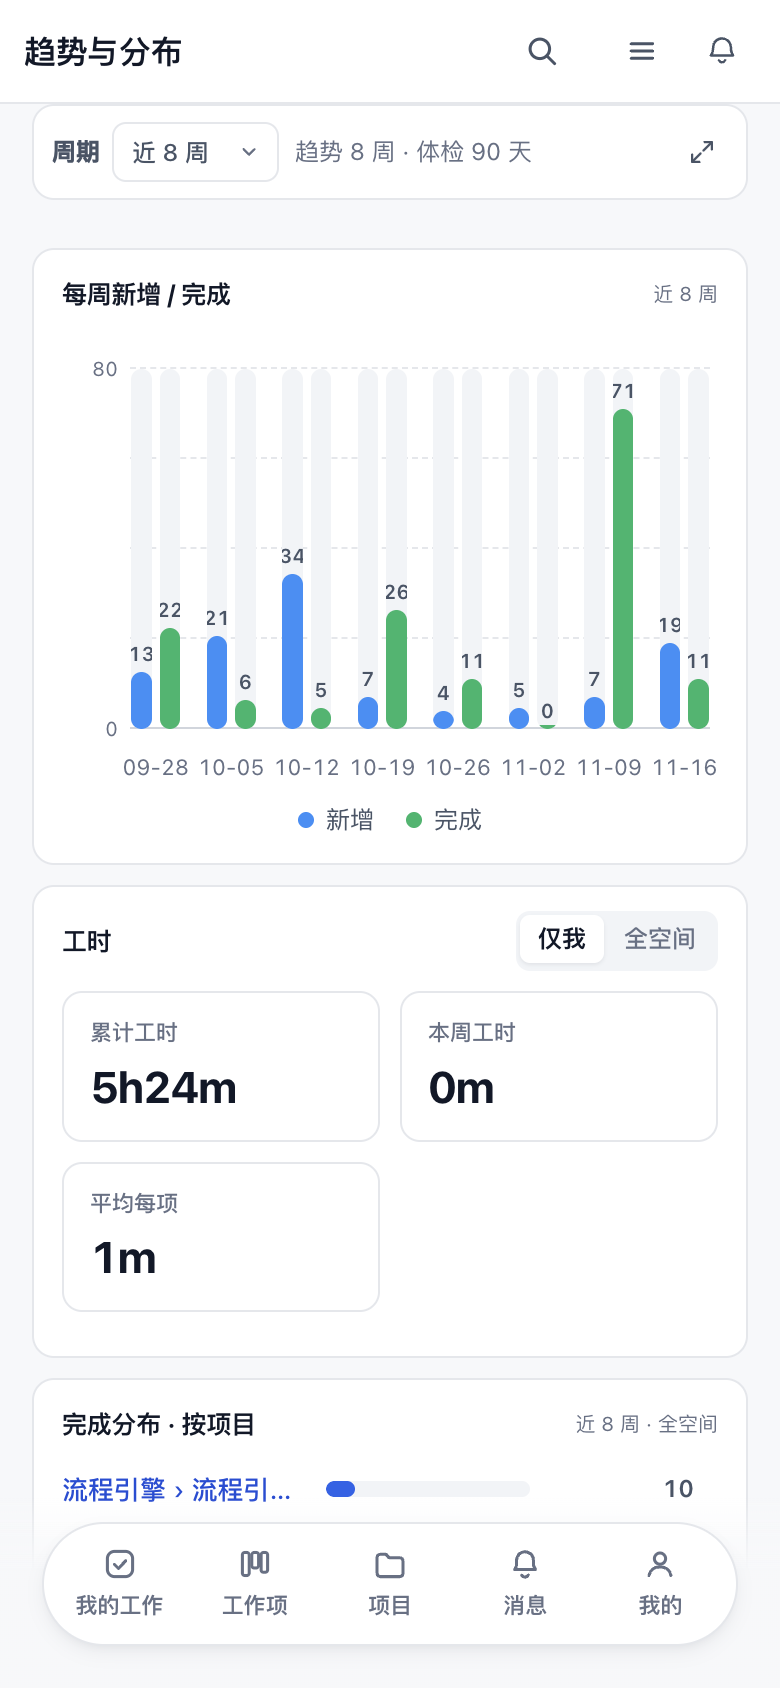 趋势与分布
周期 近 8 周 趋势 8 周 · 体检 90 天
每周新增 / 完成 近 8 周
80
71
34
26
22
21
19
13
11
11
7
7
6
5
4
5
0
0
09-28 10-05 10-12 10-19 10-26 11-02 11-09 11-16
新增 完成
工时 仅我 全空间
累计工时 本周工时
5h24m 0m
平均每项
1m
完成分布 · 按项目 近 8 周 · 全空间
流程引擎 › 流程引... 10
我的工作 工作项 项目 消息 我的